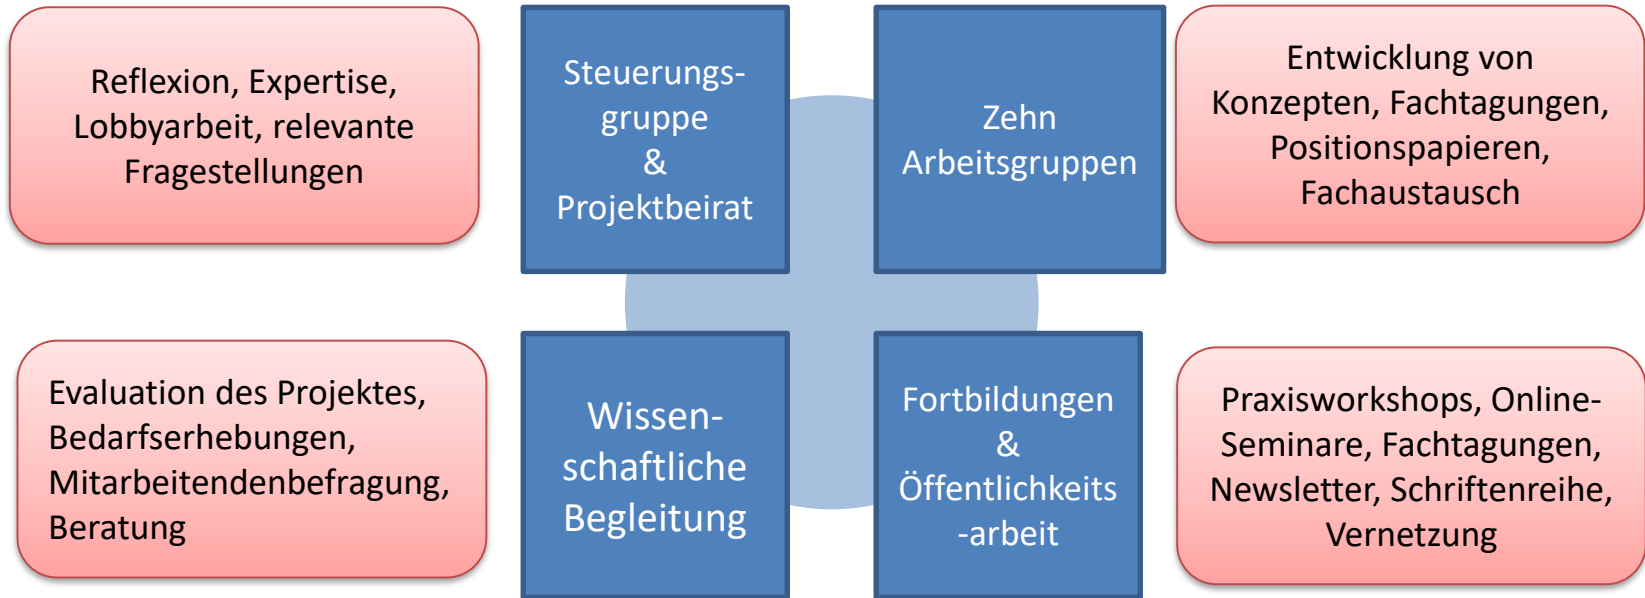 Reflexion, Expertise,
Lobbyarbeit, relevante
Fragestellungen
Steuerungs-
gruppe
&
Projektbeirat
Zehn
Arbeitsgruppen
Entwicklung von
Konzepten, Fachtagungen,
Positionspapieren,
Fachaustausch
Evaluation des Projektes,
Bedarfserhebungen,
Mitarbeitendenbefragung,
Beratung
Wissen-
schaftliche
Begleitung
Fortbildungen
&
Öffentlichkeits
-arbeit
Praxisworkshops, Online-
Seminare, Fachtagungen,
Newsletter, Schriftenreihe,
Vernetzung